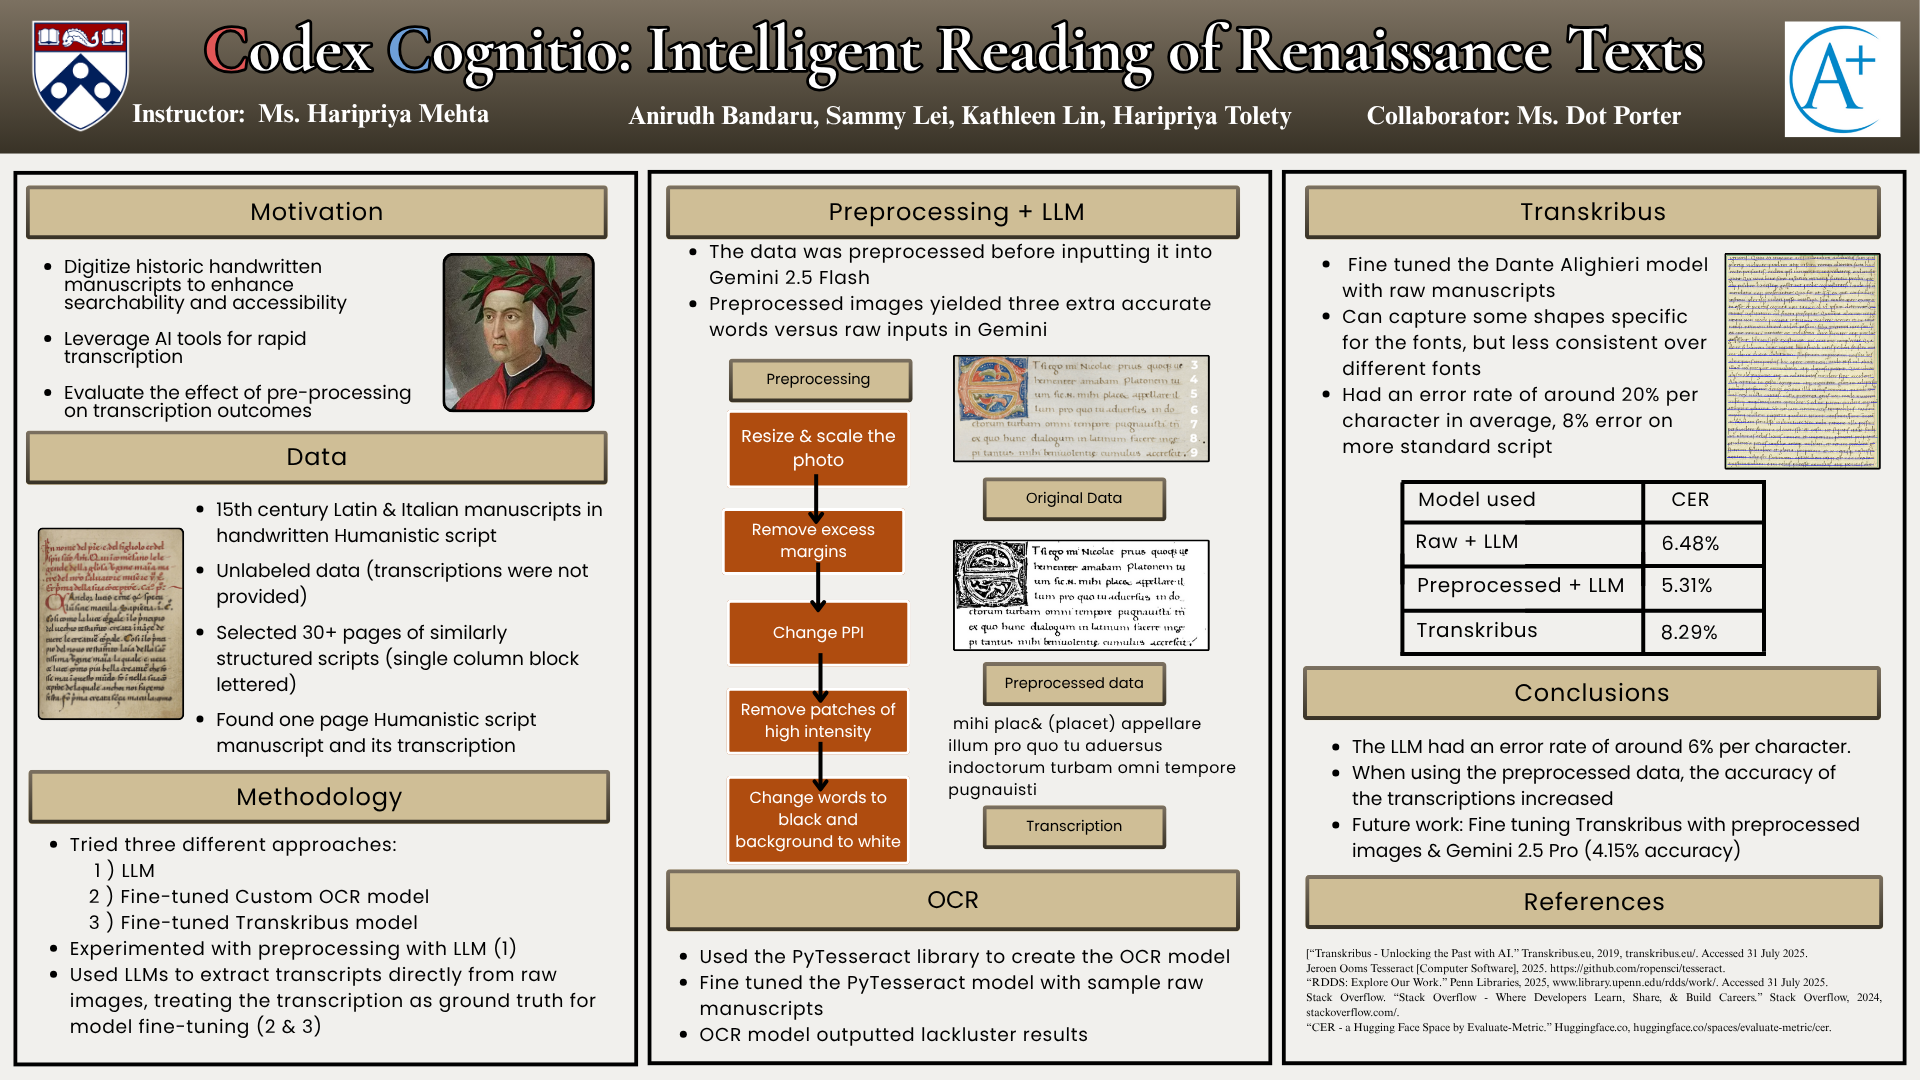 Codex Cognitio: Intelligent Reading of Renaissance Texts
Instructor: Ms. Haripriya Mehta
Anirudh Bandaru, Sammy Lei, Kathleen Lin, Haripriya Tolety
Collaborator: Ms. Dot Porter
A+
Motivation
• Digitize historic handwritten
manuscripts to enhance
searchability and accessibility
• Leverage AI tools for rapid
transcription
• Evaluate the effect of pre-processing
on transcription outcomes
Data
• 15th century Latin & Italian manuscripts in
handwritten Humanistic script
• Unlabeled data (transcriptions were not
provided)
• Selected 30+ pages of similarly
structured scripts (single column block
lettered)
• Found one page Humanistic script
manuscript and its transcription
Methodology
• Tried three different approaches:
1 ) LLM
2 ) Fine-tuned Custom OCR model
3 ) Fine-tuned Transkribus model
• Experimented with preprocessing with LLM (1)
• Used LLMs to extract transcripts directly from raw
images, treating the transcription as ground truth for
model fine-tuning (2 & 3)
Preprocessing + LLM
• The data was preprocessed before inputting it into
Gemini 2.5 Flash
• Preprocessed images yielded three extra accurate
words versus raw inputs in Gemini
Preprocessing
Resize & scale the
photo
Remove excess
margins
Change PPI
Remove patches of
high intensity
Change words to
black and
background to white
3
4
5
6
7
8
9
Original Data
Preprocessed data
mihi plac& (placet) appellare
illum pro quo tu aduersus
indoctorum turbam omni tempore
pugnauisti
Transcription
OCR
• Used the PyTesseract library to create the OCR model
• Fine tuned the PyTesseract model with sample raw
manuscripts
• OCR model outputted lackluster results
Transkribus
• Fine tuned the Dante Alighieri model
with raw manuscripts
• Can capture some shapes specific
for the fonts, but less consistent over
different fonts
• Had an error rate of around 20% per
character in average, 8% error on
more standard script
Model used CER
Raw + LLM 6.48%
Preprocessed + LLM 5.31%
Transkribus 8.29%
Conclusions
• The LLM had an error rate of around 6% per character.
• When using the preprocessed data, the accuracy of
the transcriptions increased
• Future work: Fine tuning Transkribus with preprocessed
images & Gemini 2.5 Pro (4.15% accuracy)
References
[“Transkribus - Unlocking the Past with AI.” Transkribus.eu, 2019, transkribus.eu/. Accessed 31 July 2025.
Jeroen Ooms Tesseract [Computer Software], 2025. https://github.com/ropensci/tesseract.
“RDDS: Explore Our Work.” Penn Libraries, 2025, www.library.upenn.edu/rdds/work/. Accessed 31 July 2025.
Stack Overflow. “Stack Overflow - Where Developers Learn, Share, & Build Careers.” Stack Overflow, 2024,
stackoverflow.com/.
“CER - a Hugging Face Space by Evaluate-Metric.” Huggingface.co, huggingface.co/spaces/evaluate-metric/cer.